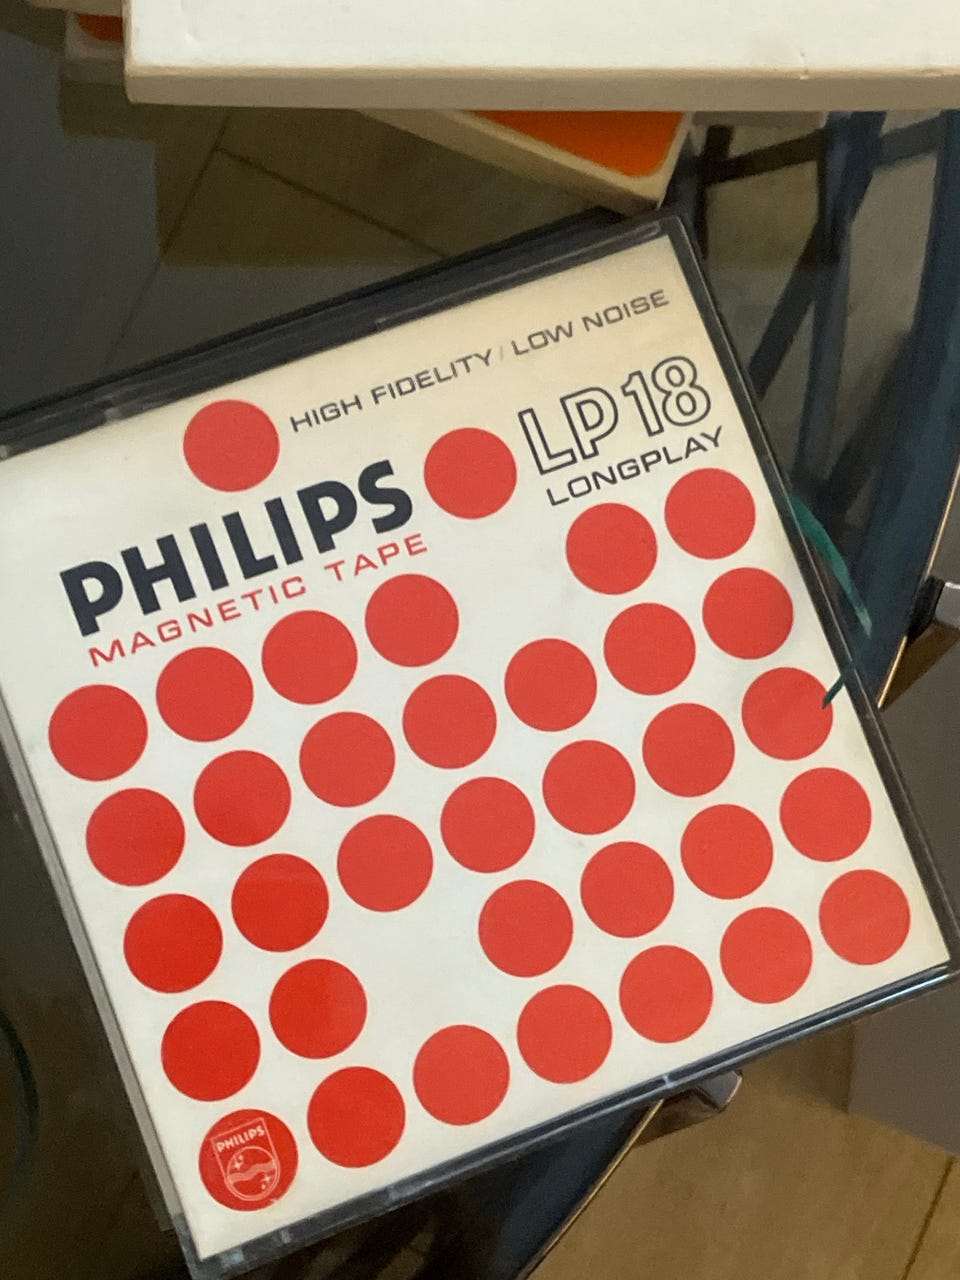 HIGH FIDELITY / LOW NOISE
LP18
LONGPLAY
PHILIPS
MAGNETIC TAPE
PHILIPS